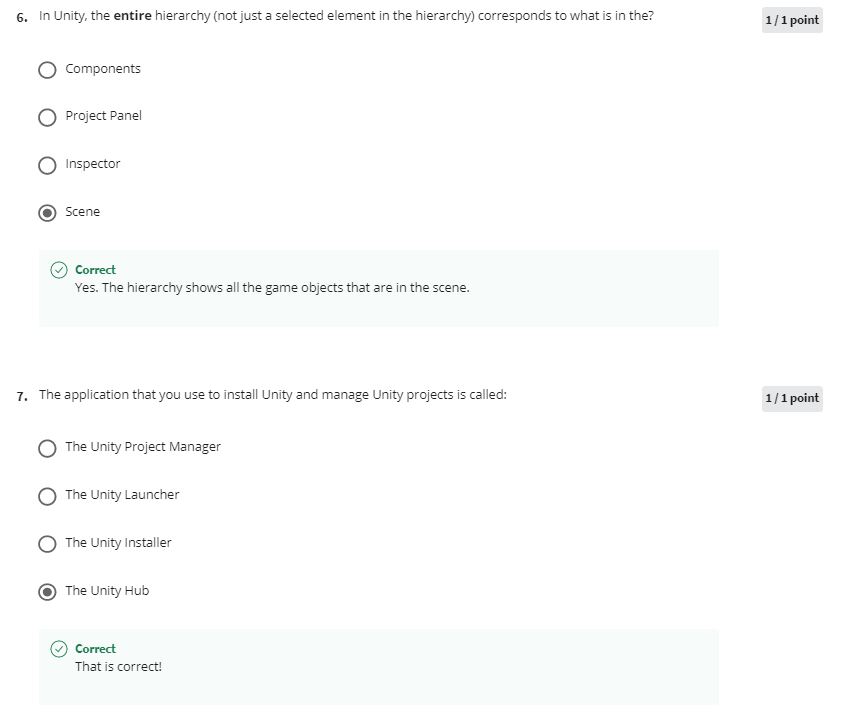 6. In Unity, the entire hierarchy (not just a selected element in the hierarchy) corresponds to what is in the?
1 / 1 point
Components
Project Panel
Inspector
Scene
Correct
Yes. The hierarchy shows all the game objects that are in the scene.
7. The application that you use to install Unity and manage Unity projects is called:
1 / 1 point
The Unity Project Manager
The Unity Launcher
The Unity Installer
The Unity Hub
Correct
That is correct!